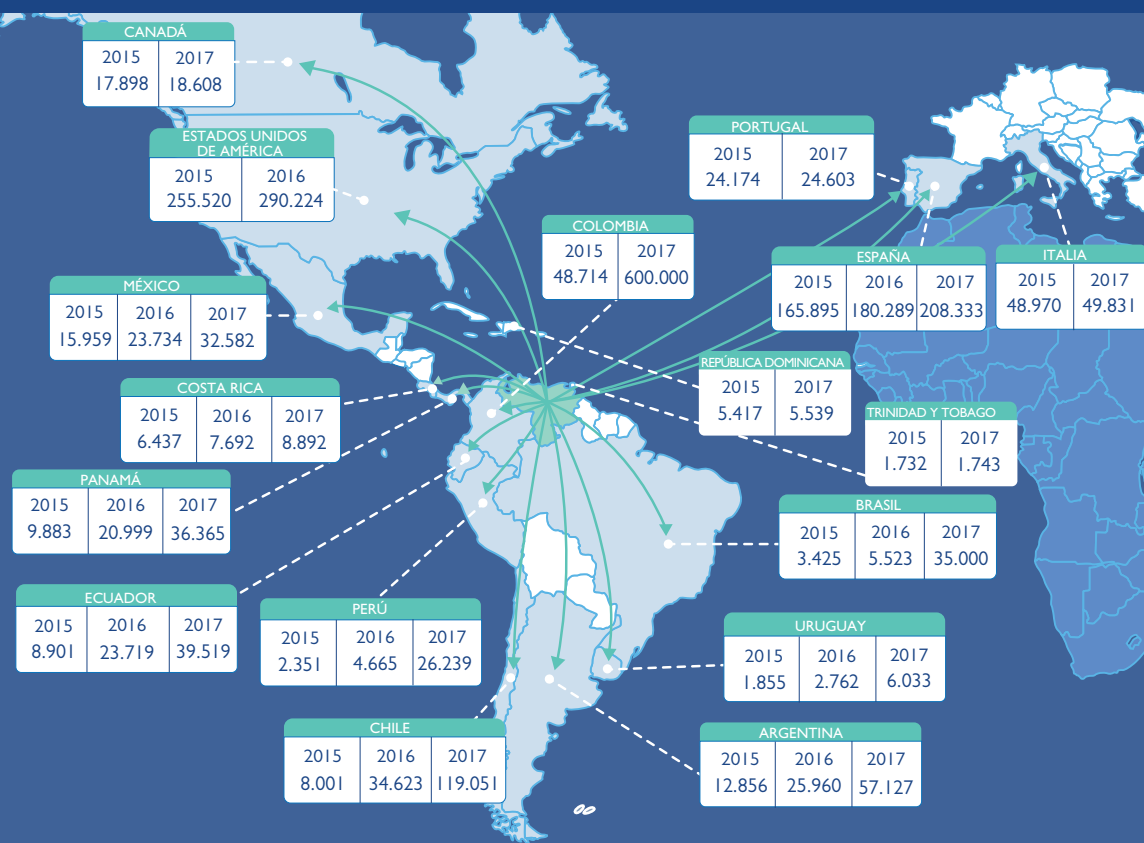 CANADÁ
2015 2017
17.898 18.608
ESTADOS UNIDOS
DE AMÉRICA
2015 2016
255.520 290.224
PORTUGAL
2015 2017
24.174 24.603
COLOMBIA
2015 2017
48.714 600.000
ESPAÑA
2015 2016 2017
165.895 180.289 208.333
ITALIA
2015 2017
48.970 49.831
MÉXICO
2015 2016 2017
15.959 23.734 32.582
REPÚBLICA DOMINICANA
2015 2017
5.417 5.539
COSTA RICA
2015 2016 2017
6.437 7.692 8.892
TRINIDAD Y TOBAGO
2015 2017
1.732 1.743
PANAMÁ
2015 2016 2017
9.883 20.999 36.365
BRASIL
2015 2016 2017
3.425 5.523 35.000
ECUADOR
2015 2016 2017
8.901 23.719 39.519
PERÚ
2015 2016 2017
2.351 4.665 26.239
URUGUAY
2015 2016 2017
1.855 2.762 6.033
CHILE
2015 2016 2017
8.001 34.623 119.051
ARGENTINA
2015 2016 2017
12.856 25.960 57.127